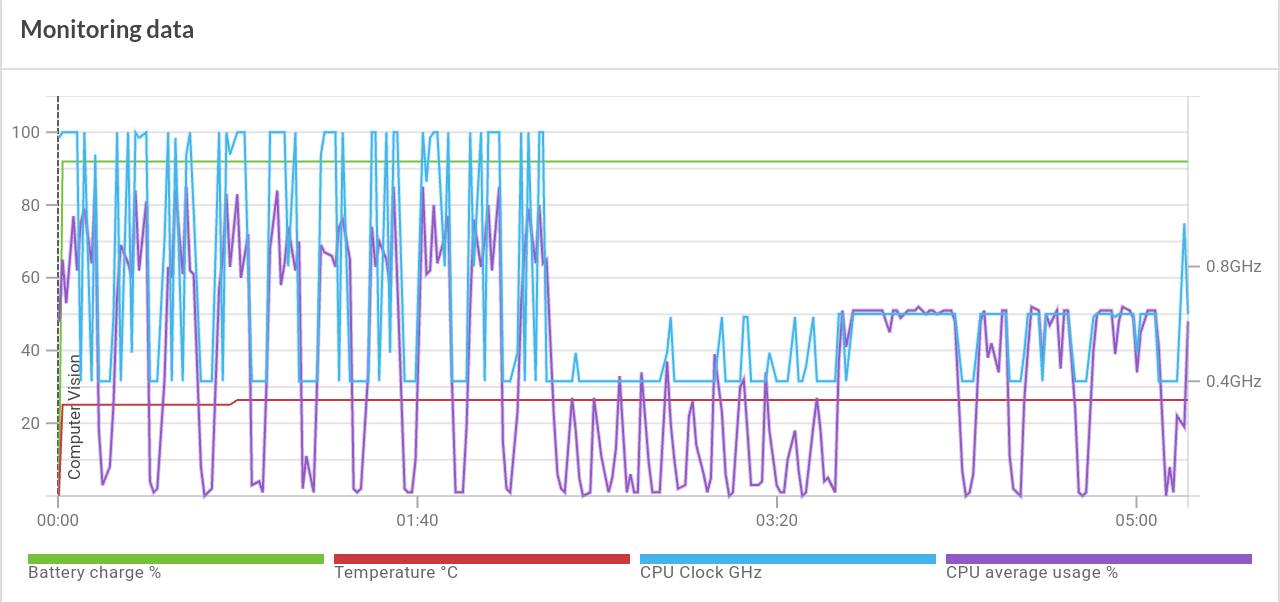 Monitoring data
100
80
60
40
20
0.8GHz
0.4GHz
Computer Vision
00:00 01:40 03:20 05:00
Battery charge % Temperature °C CPU Clock GHz CPU average usage %